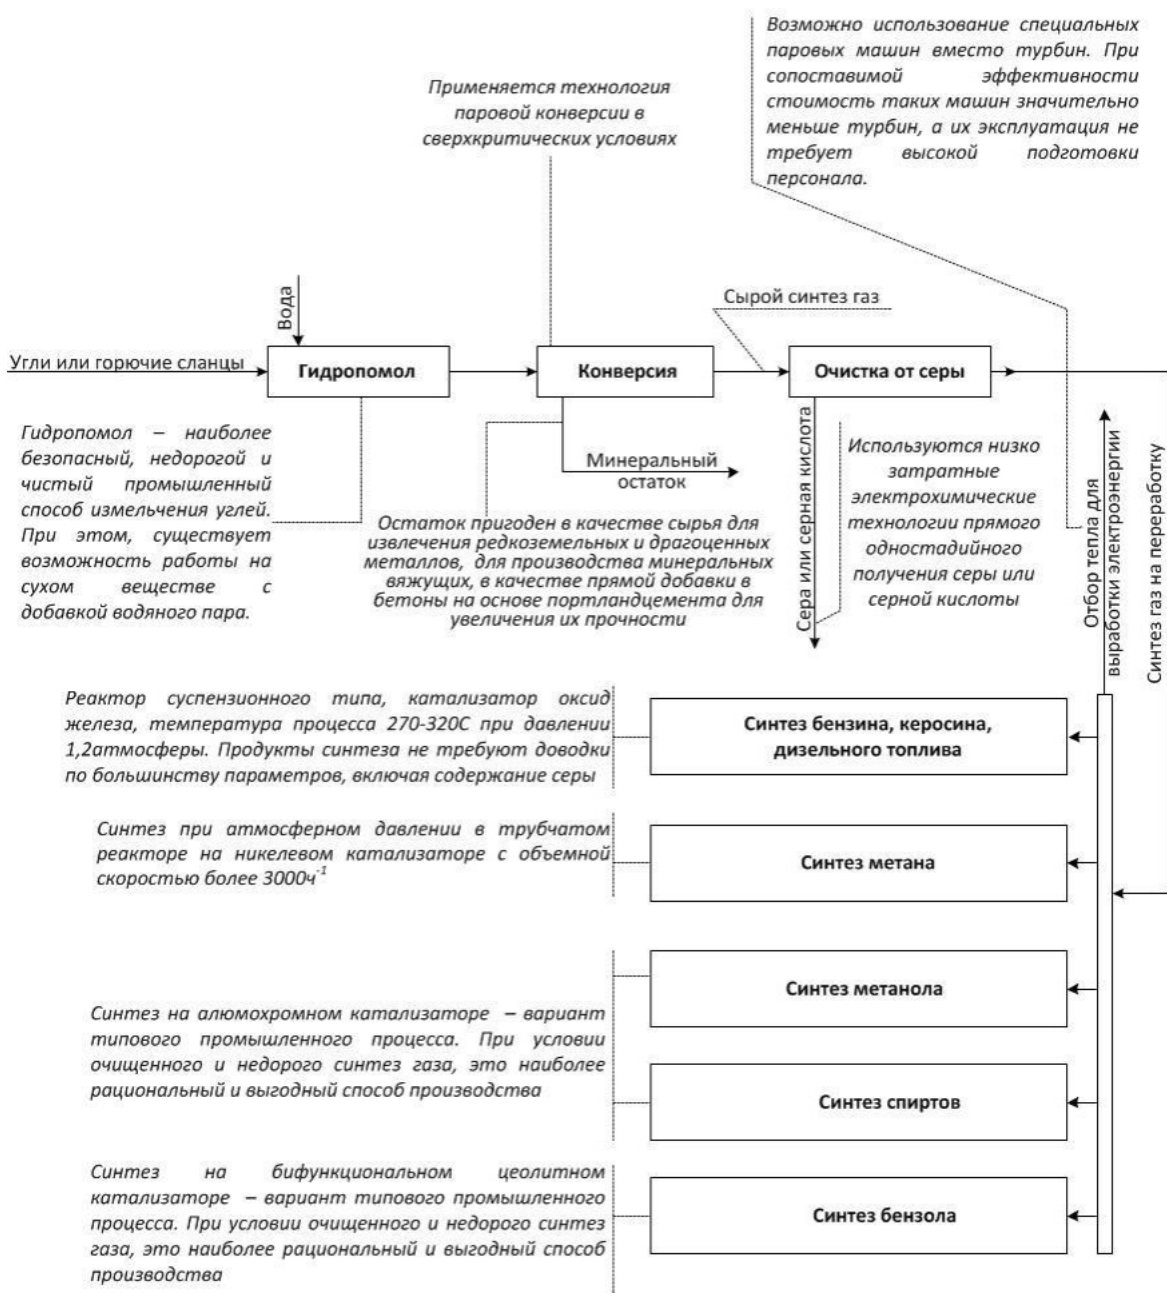 Возможно использование специальных
паровых машин вместо турбин. При
сопоставимой эффективности
стоимость таких машин значительно
меньше турбин, а их эксплуатация не
требует высокой подготовки
персонала.
Применяется технология
паровой конверсии в
сверхкритических условиях
Вода
Сырой синтез газ
Угли или горючие сланцы
Гидропомол
Конверсия
Очистка от серы
Гидропомол – наиболее
безопасный, недорогой и
чистый промышленный
способ измельчения углей.
При этом, существует
возможность работы на
сухом веществе с
добавкой водяного пара.
Минеральный
остаток
Остаток пригоден в качестве сырья для
извлечения редкоземельных и драгоценных
металлов, для производства минеральных
вяжущих, в качестве прямой добавки в
бетоны на основе портландцемента для
увеличения их прочности
Сера или серная кислота
Используются низко
затратные
электрохимические
технологии прямого
одностадийного
получения серы или
серной кислоты
Отбор тепла для
выработки электроэнергии
Синтез газ на переработку
Реактор суспензионного типа, катализатор оксид
железа, температура процесса 270-320С при давлении
1,2атмосферы. Продукты синтеза не требуют доводки
по большинству параметров, включая содержание серы
Синтез бензина, керосина,
дизельного топлива
Синтез при атмосферном давлении в трубчатом
реакторе на никелевом катализаторе с объемной
скоростью более 3000ч⁻¹
Синтез метана
Синтез метанола
Синтез на алюмохромном катализаторе – вариант
типового промышленного процесса. При условии
очищенного и недорого синтез газа, это наиболее
рациональный и выгодный способ производства
Синтез спиртов
Синтез на бифункциональном цеолитном
катализаторе – вариант типового промышленного
процесса. При условии очищенного и недорого синтез
газа, это наиболее рациональный и выгодный способ
производства
Синтез бензола